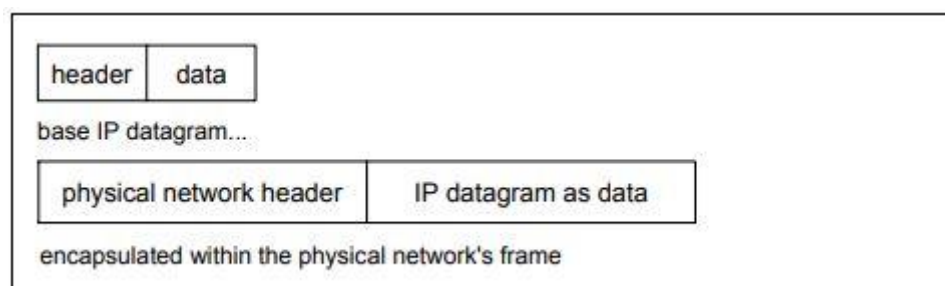 header data
base IP datagram...
physical network header IP datagram as data
encapsulated within the physical network's frame